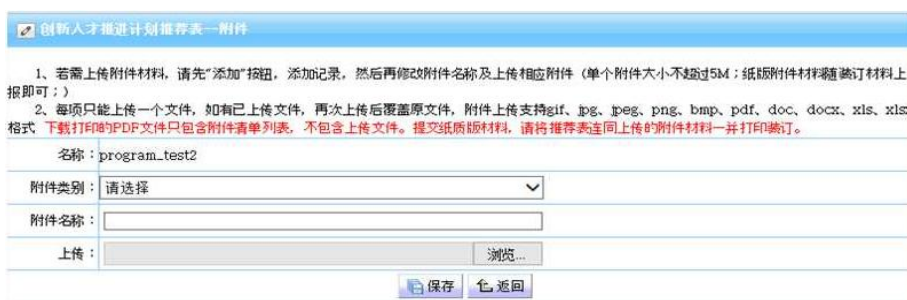 创新人才推进计划推荐表--附件
1、若需上传附件材料，请先"添加"按钮，添加记录，然后再修改附件名称及上传相应附件（单个附件大小不超过5M；纸版附件材料随装订材料上
报即可；）
2、每项只能上传一个文件，如有已上传文件，再次上传后覆盖原文件，附件上传支持gif、jpg、jpeg、png、bmp、pdf、doc、docx、xls、xlsx
格式 下载打印的PDF文件只包含附件清单列表，不包含上传文件。提交纸质版材料，请将推荐表连同上传的附件材料一并打印装订。
名称：program_test2
附件类别：请选择
附件名称：
上传：浏览...
保存 返回